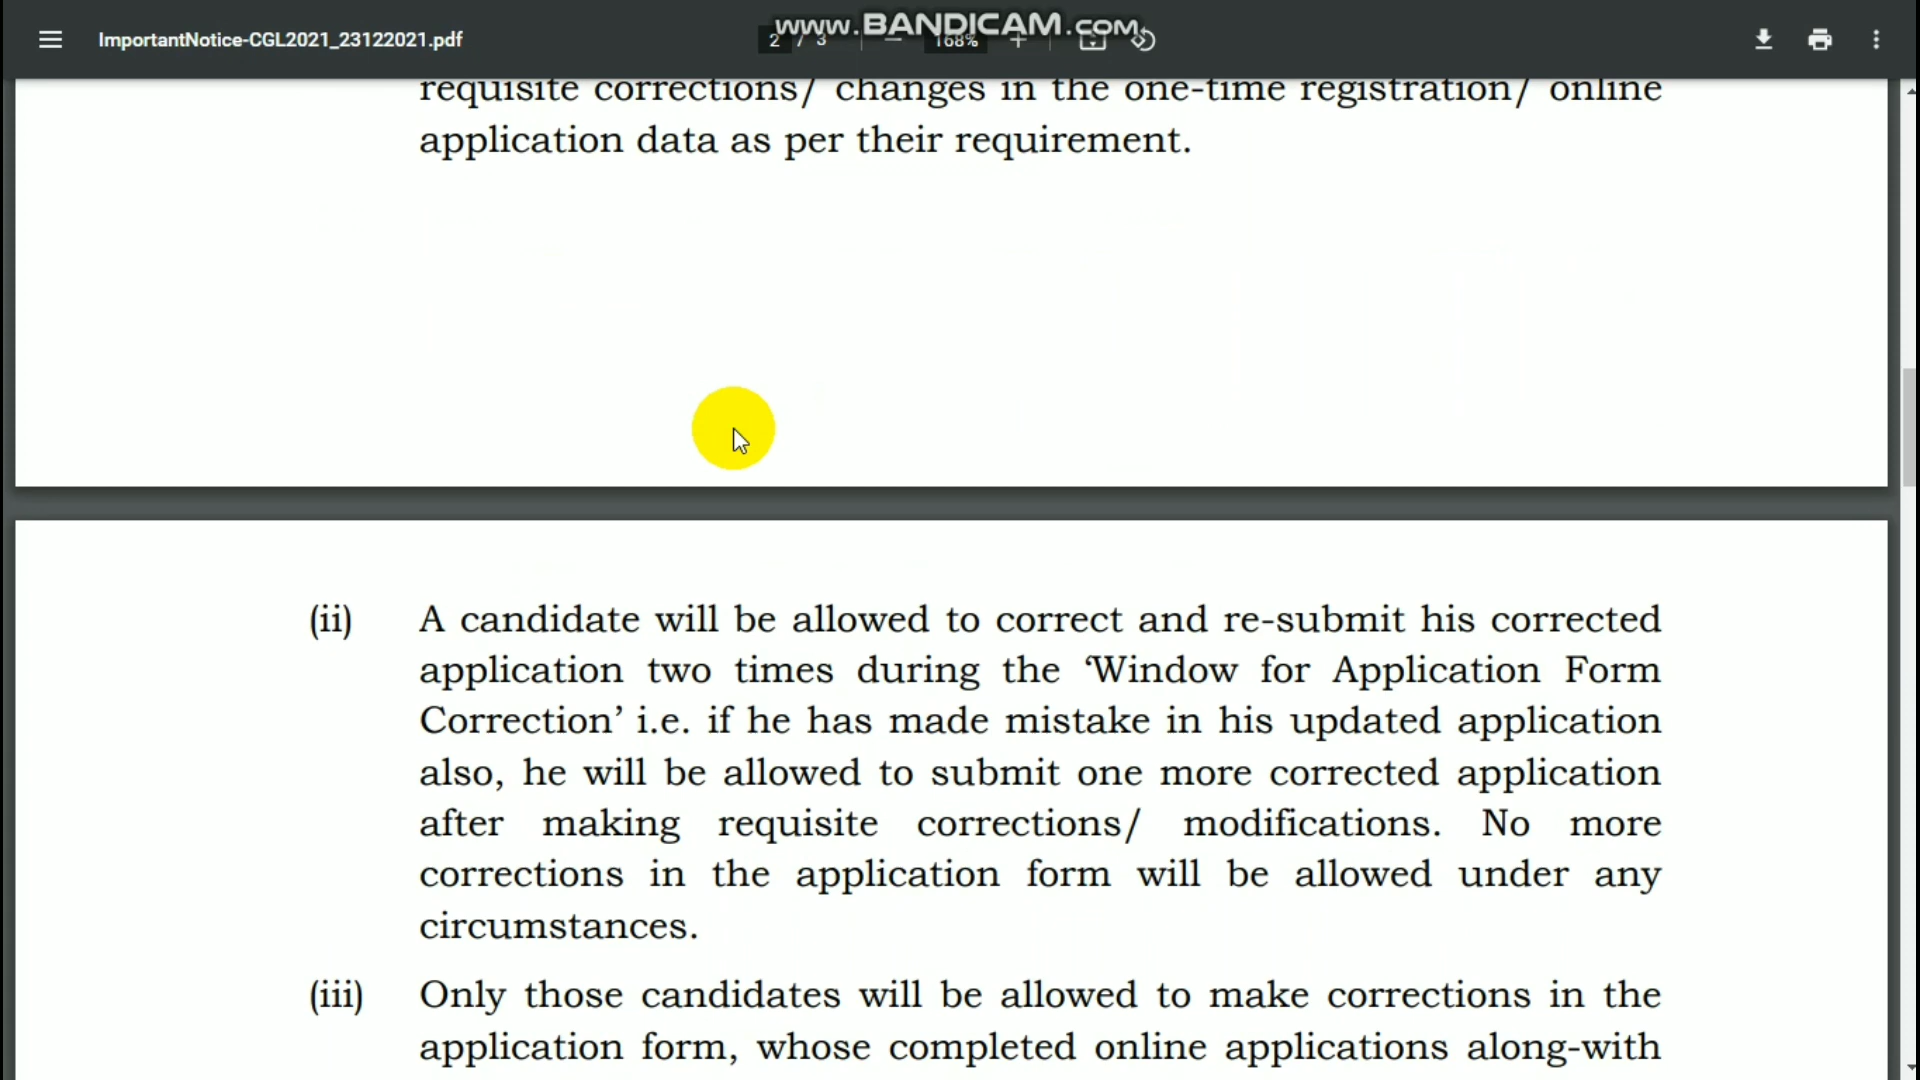 www.BANDICAM.com
ImportantNotice-CGL2021_23122021.pdf
2 / 3
168%
requisite corrections/ changes in the one-time registration/ online
application data as per their requirement.
(ii) A candidate will be allowed to correct and re-submit his corrected
application two times during the ‘Window for Application Form
Correction’ i.e. if he has made mistake in his updated application
also, he will be allowed to submit one more corrected application
after making requisite corrections/ modifications. No more
corrections in the application form will be allowed under any
circumstances.
(iii) Only those candidates will be allowed to make corrections in the
application form, whose completed online applications along-with